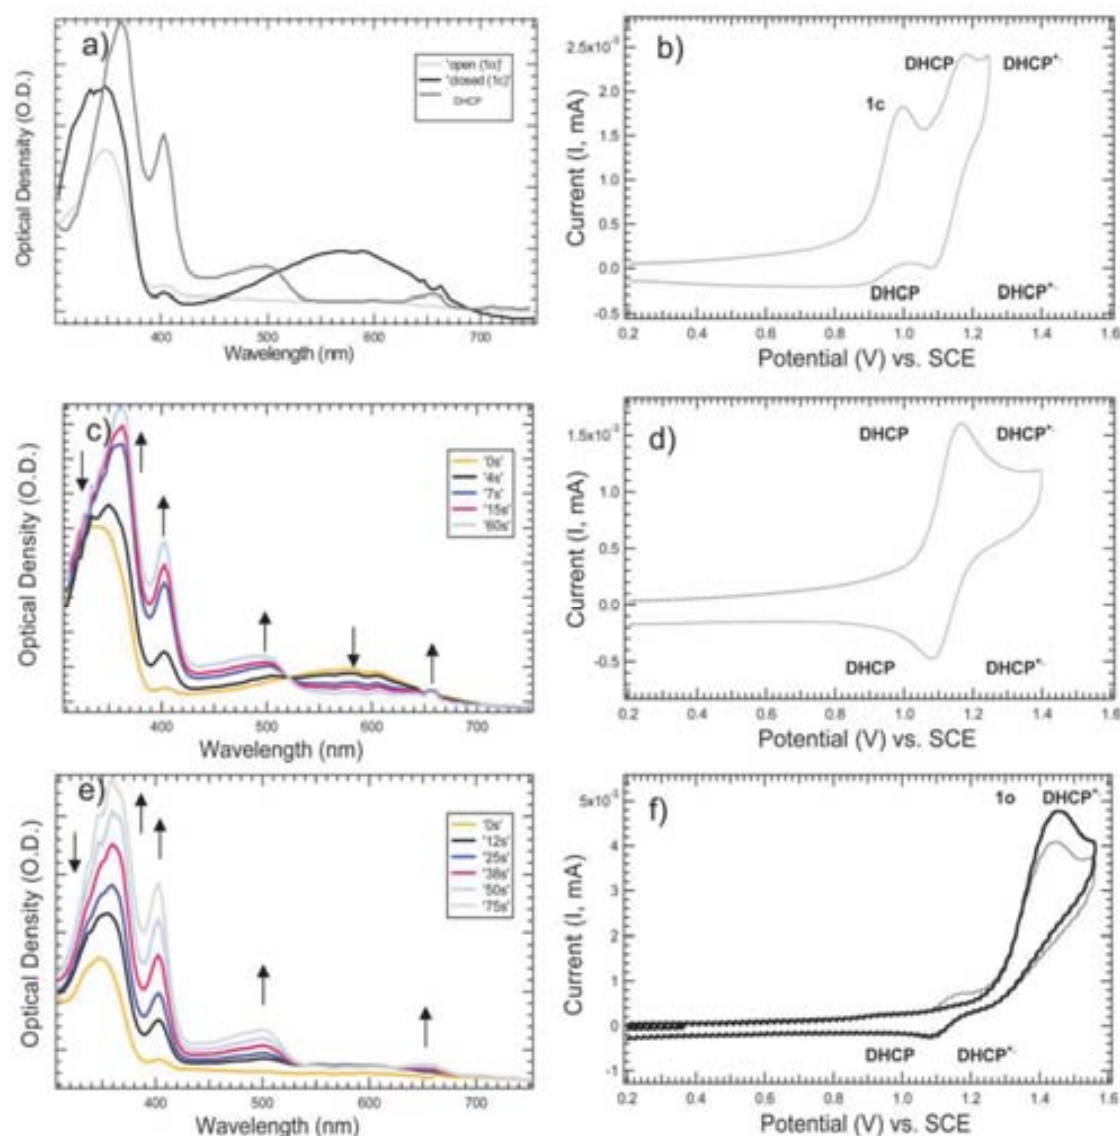 a)
'open (1o)'
'closed (1c)'
DHCP
Optical Desnsity (O.D.)
400 500 600 700
Wavelength (nm)
b)
DHCP DHCP+.
1c
2.5x10-3
2.0
1.5
1.0
0.5
0.0
-0.5
Current (I, mA)
DHCP DHCP+.
0.2 0.4 0.6 0.8 1.0 1.2 1.4 1.6
Potential (V) vs. SCE
c)
'0s'
'4s'
'7s'
'15s'
'60s'
Optical Density (O.D.)
400 500 600 700
Wavelength (nm)
d)
DHCP DHCP+.
1.0
0.5
0.0
-0.5
Current (I, mA)
DHCP DHCP+.
0.2 0.4 0.6 0.8 1.0 1.2 1.4 1.6
Potential (V) vs. SCE
e)
'0s'
'12s'
'25s'
'38s'
'50s'
'75s'
Optical Density (O.D.)
400 500 600 700
Wavelength (nm)
f)
1o DHCP+.
4
3
2
1
0
-1
Current (I, mA)
DHCP DHCP+.
0.2 0.4 0.6 0.8 1.0 1.2 1.4 1.6
Potential (V) vs. SCE